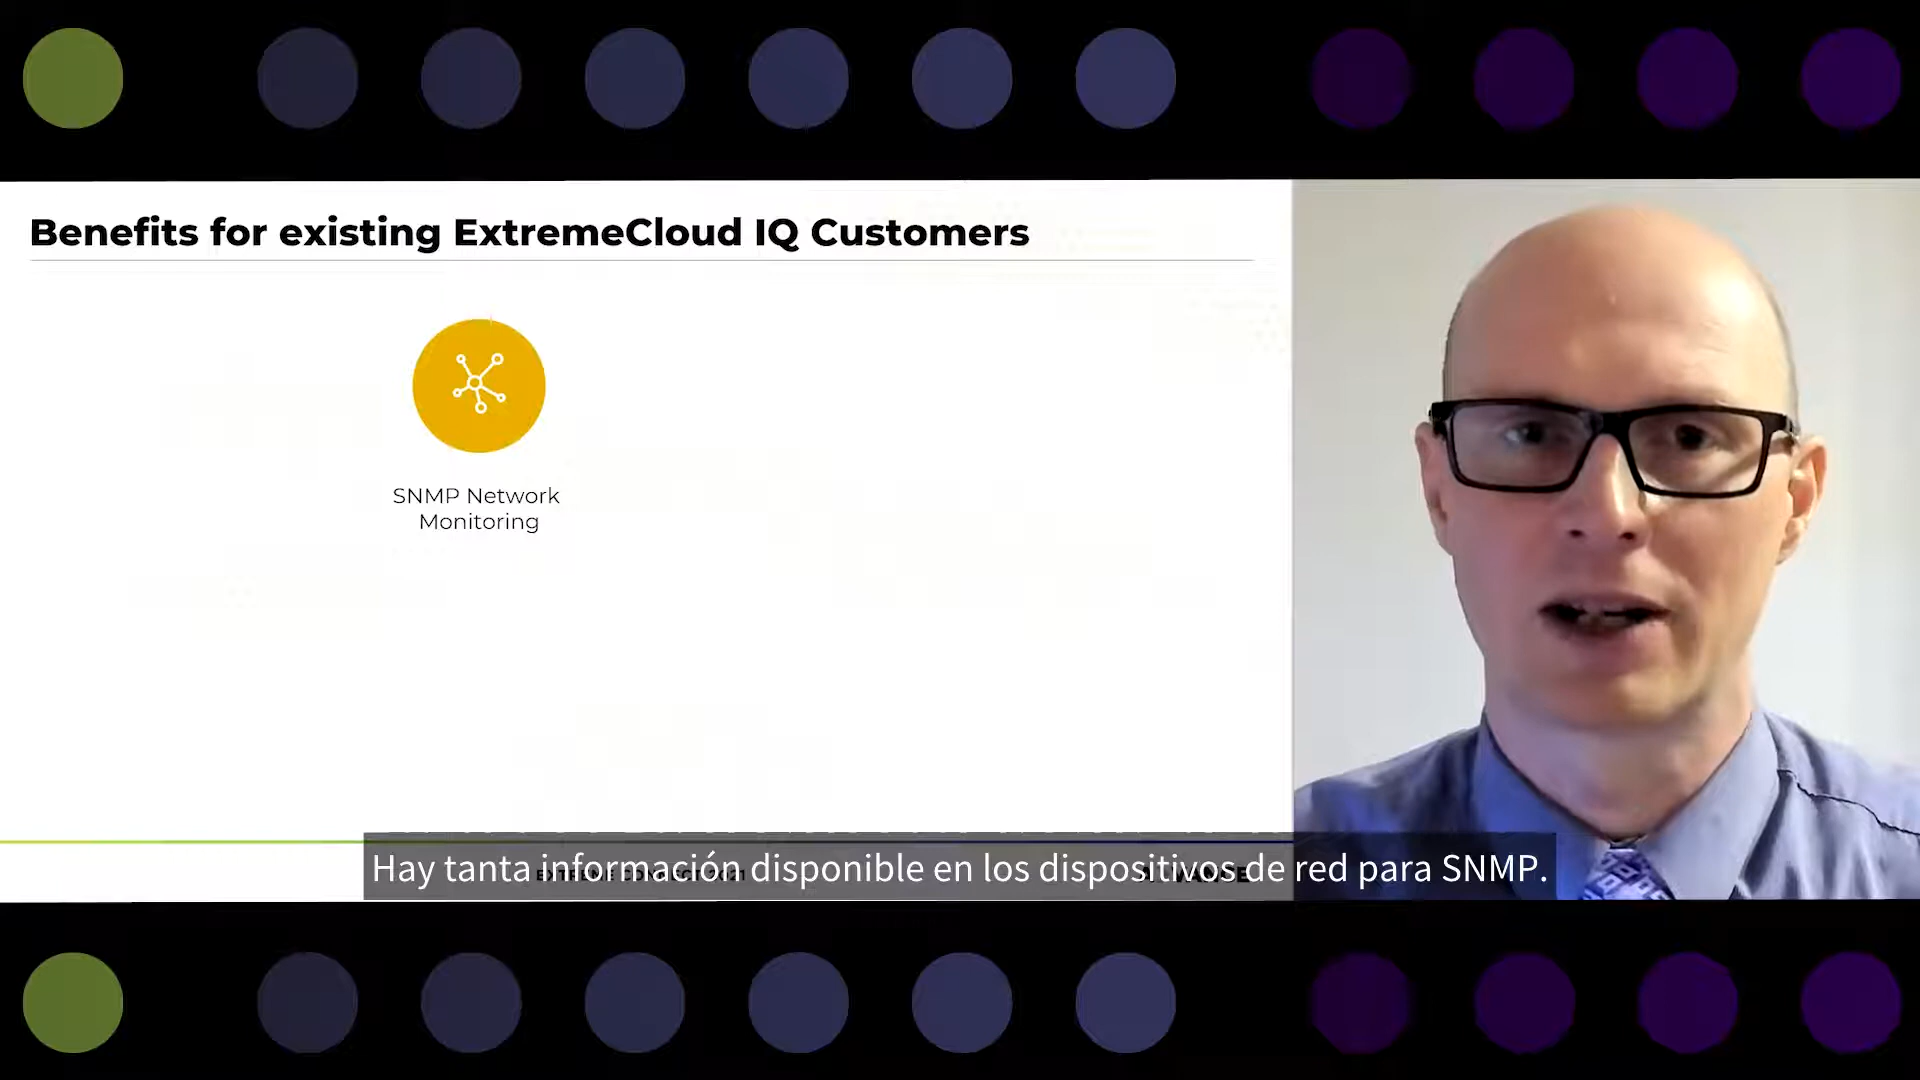 Benefits for existing ExtremeCloud IQ Customers
SNMP Network
Monitoring
Hay tanta información disponible en los dispositivos de red para SNMP.